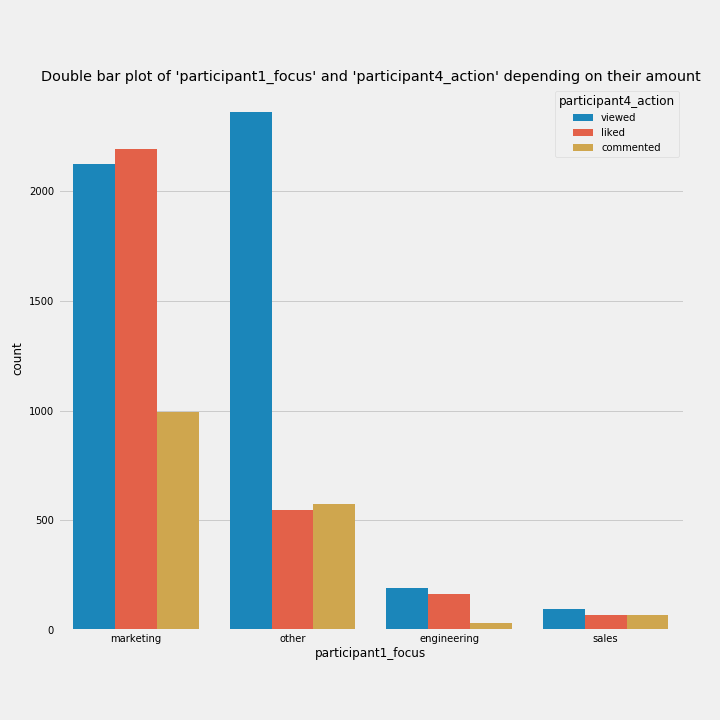 Double bar plot of 'participant1_focus' and 'participant4_action' depending on their amount
participant4_action
viewed
liked
commented
count
2000
1500
1000
500
0
marketing
other
engineering
sales
participant1_focus